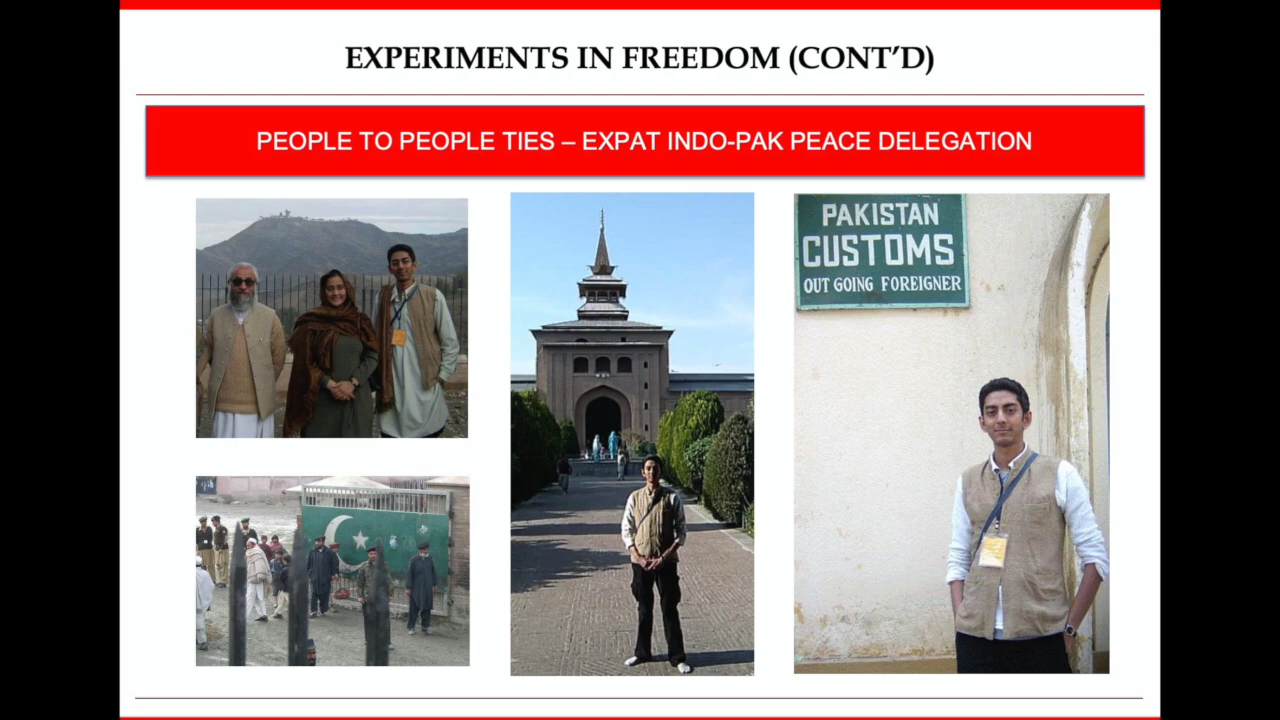 EXPERIMENTS IN FREEDOM (CONT’D)
PEOPLE TO PEOPLE TIES – EXPAT INDO-PAK PEACE DELEGATION
PAKISTAN
CUSTOMS
OUT GOING FOREIGNER